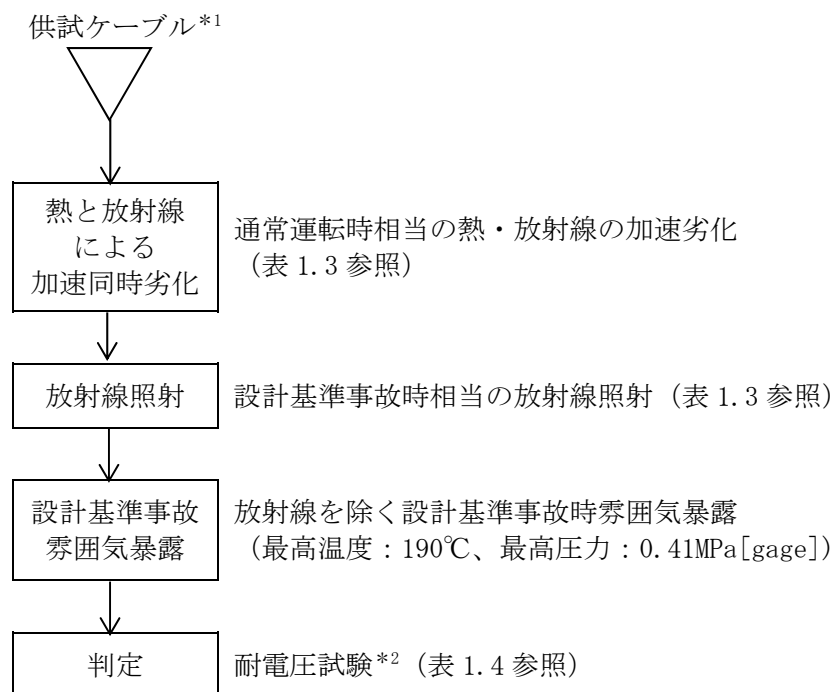 供試ケーブル*1
熱と放射線
による
加速同時劣化
通常運転時相当の熱・放射線の加速劣化
（表 1.3 参照）
放射線照射
設計基準事故時相当の放射線照射（表 1.3 参照）
設計基準事故
雰囲気暴露
放射線を除く設計基準事故時雰囲気暴露
（最高温度：190℃、最高圧力：0.41MPa[gage]）
判定
耐電圧試験*2（表 1.4 参照）